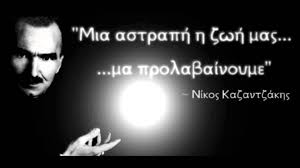 "Μια αστραπή η ζωή μας...
...μα προλαβαίνουμε"
~ Νίκος Καζαντζάκης